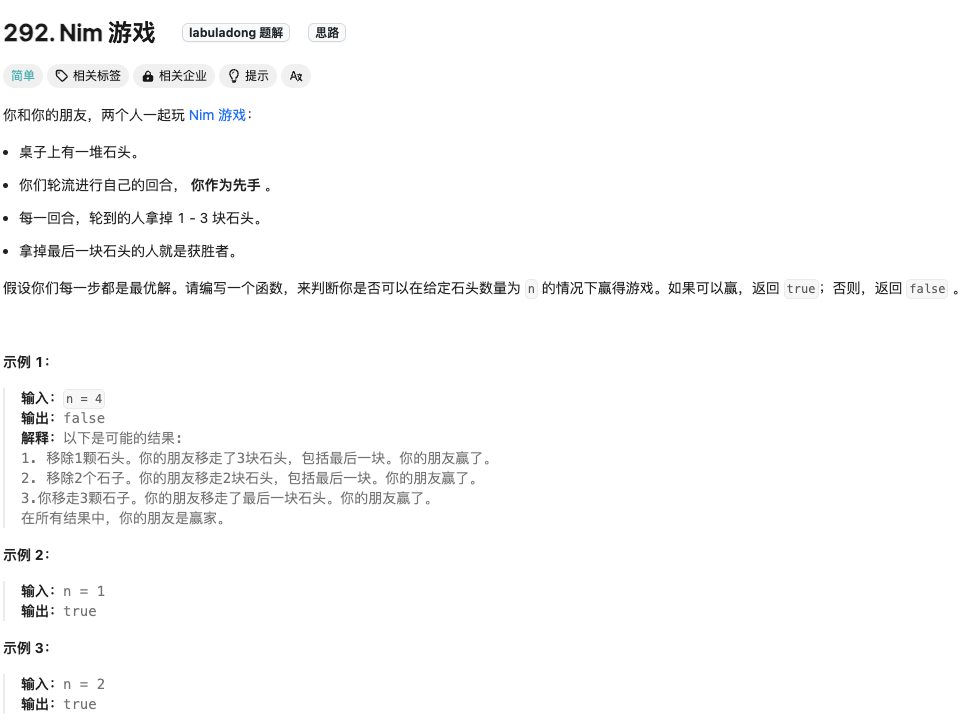 292. Nim 游戏 labuladong 题解 思路
简单 相关标签 相关企业 提示 Aあ
你和你的朋友，两个人一起玩 Nim 游戏：
• 桌子上有一堆石头。
• 你们轮流进行自己的回合， 你作为先手 。
• 每一回合，轮到的人拿掉 1 - 3 块石头。
• 拿掉最后一块石头的人就是获胜者。
假设你们每一步都是最优解。请编写一个函数，来判断你是否可以在给定石头数量为 n 的情况下赢得游戏。如果可以赢，返回 true；否则，返回 false 。
示例 1：
输入：n = 4
输出：false
解释：以下是可能的结果:
1. 移除1颗石头。你的朋友移走了3块石头，包括最后一块。你的朋友赢了。
2. 移除2个石子。你的朋友移走2块石头，包括最后一块。你的朋友赢了。
3.你移走3颗石子。你的朋友移走了最后一块石头。你的朋友赢了。
在所有结果中，你的朋友是赢家。
示例 2：
输入：n = 1
输出：true
示例 3：
输入：n = 2
输出：true